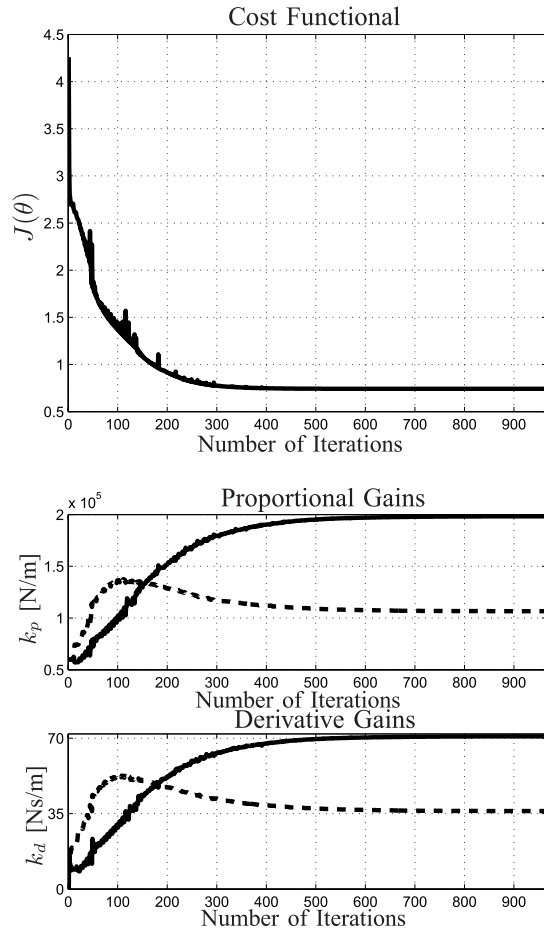 Cost Functional
4.5
4
3.5
3
2.5
2
1.5
1
0.5
J(θ)
0 100 200 300 400 500 600 700 800 900
Number of Iterations
Proportional Gains
x 10^5
2
1.5
1
0.5
k_p [N/m]
0 100 200 300 400 500 600 700 800 900
Number of Iterations
Derivative Gains
70
35
0
k_d [Ns/m]
0 100 200 300 400 500 600 700 800 900
Number of Iterations